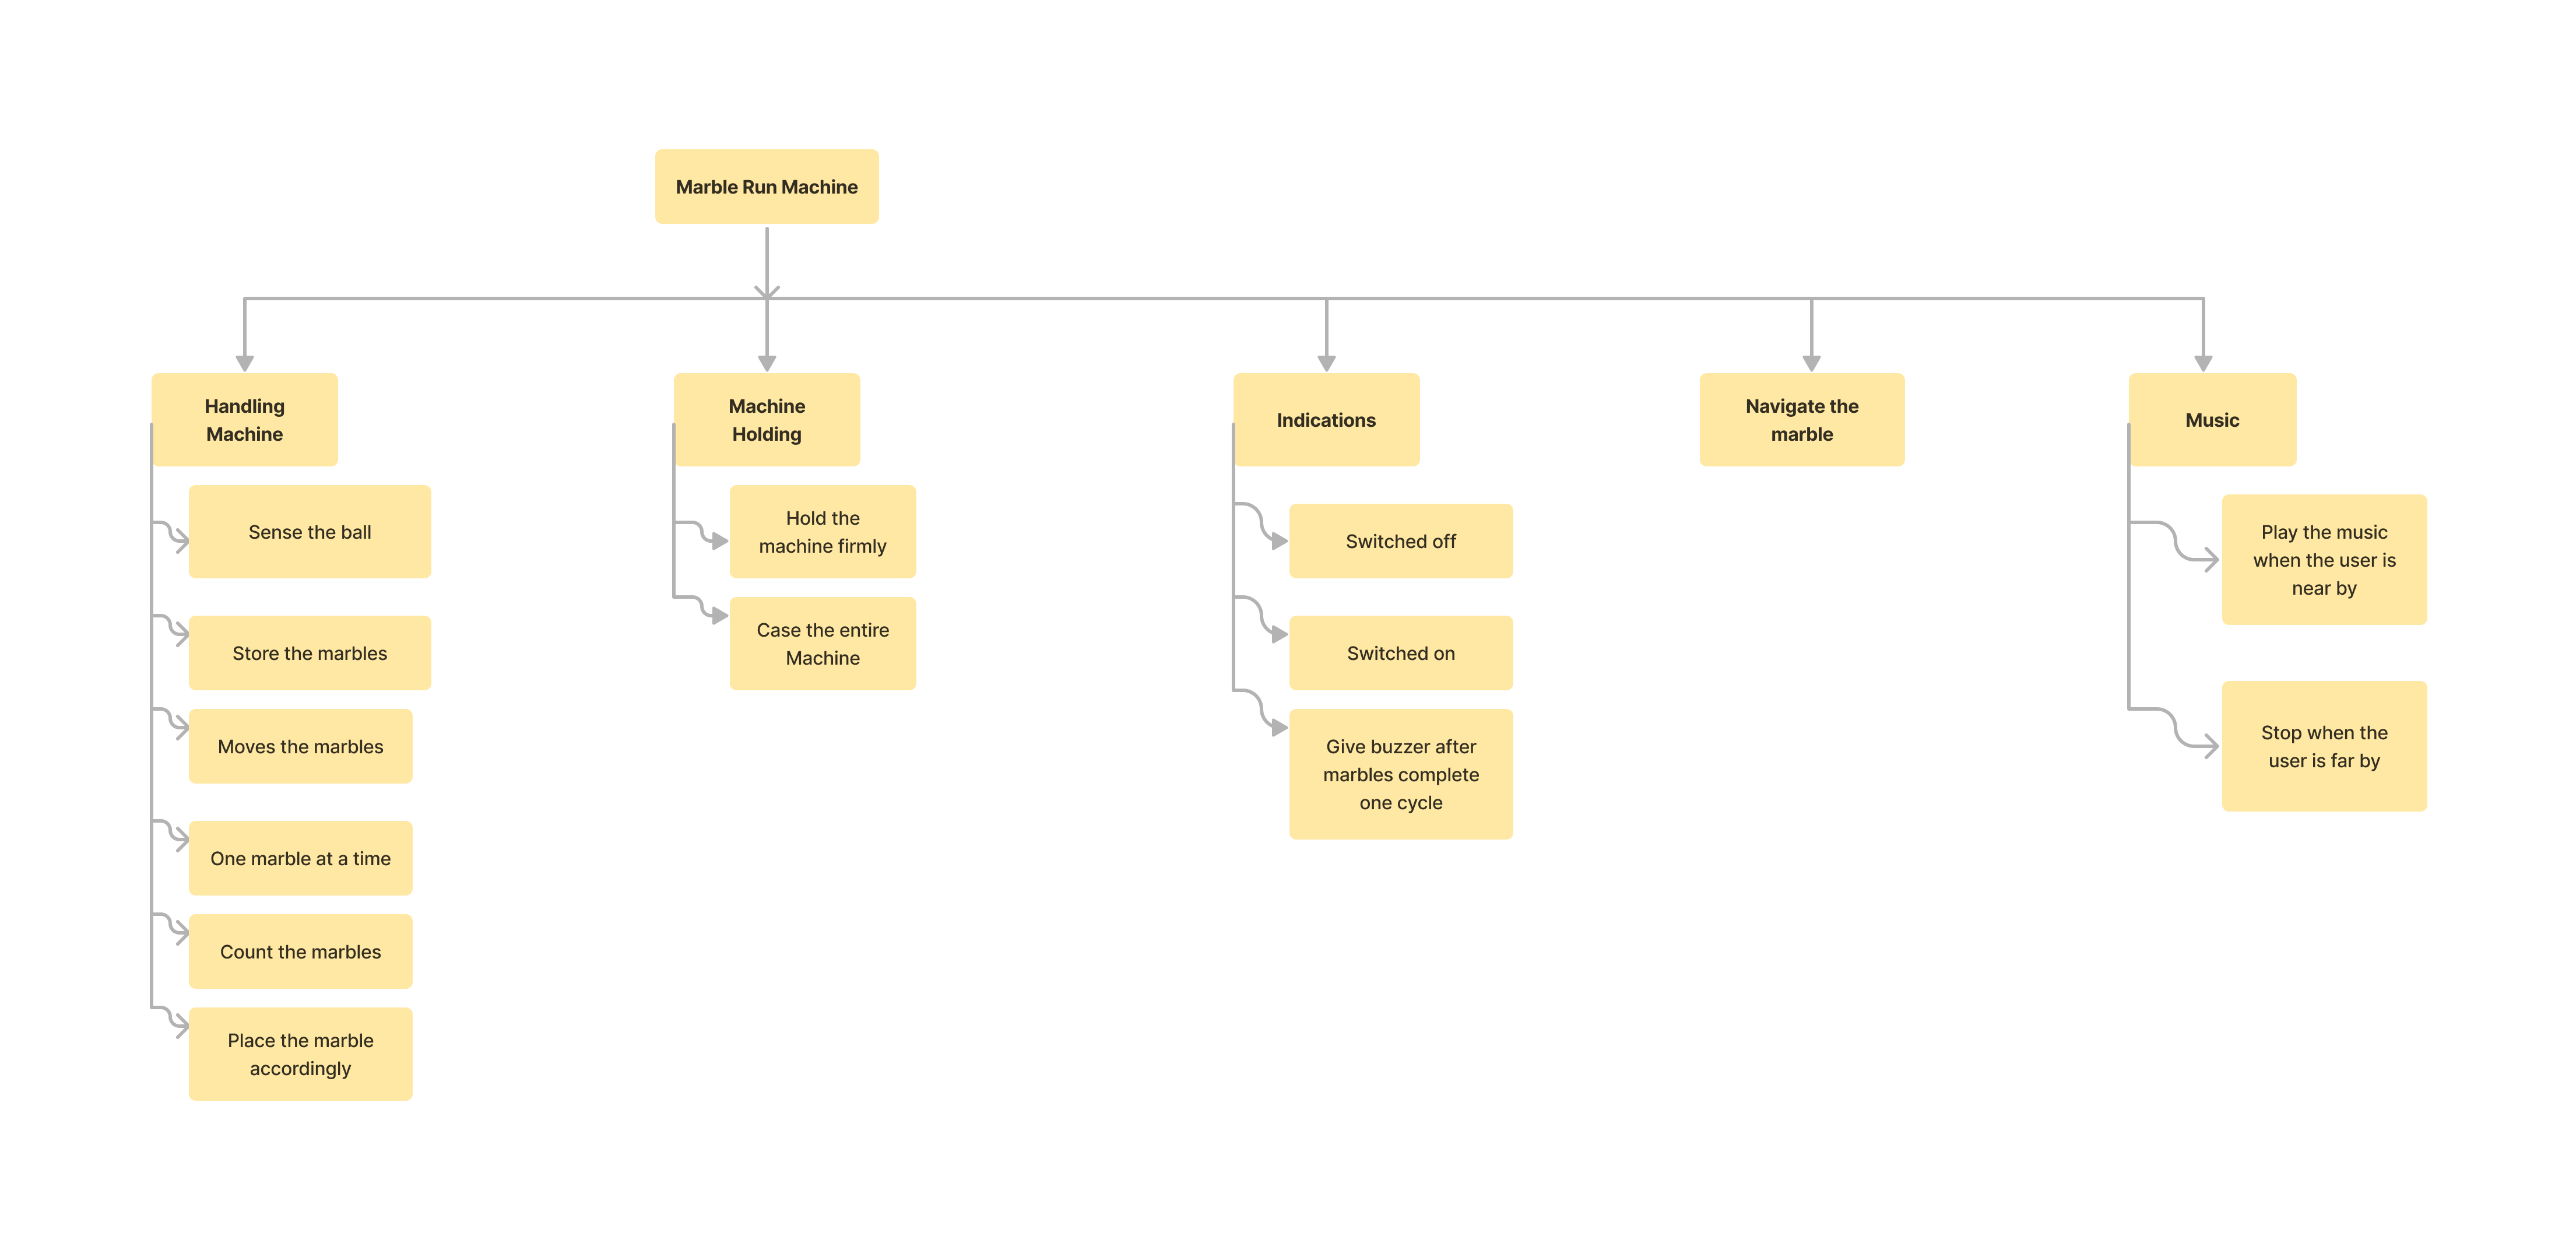 Marble Run Machine
Handling
Machine
Sense the ball
Store the marbles
Moves the marbles
One marble at a time
Count the marbles
Place the marble
accordingly
Machine
Holding
Hold the
machine firmly
Case the entire
Machine
Indications
Switched off
Switched on
Give buzzer after
marbles complete
one cycle
Navigate the
marble
Music
Play the music
when the user is
near by
Stop when the
user is far by